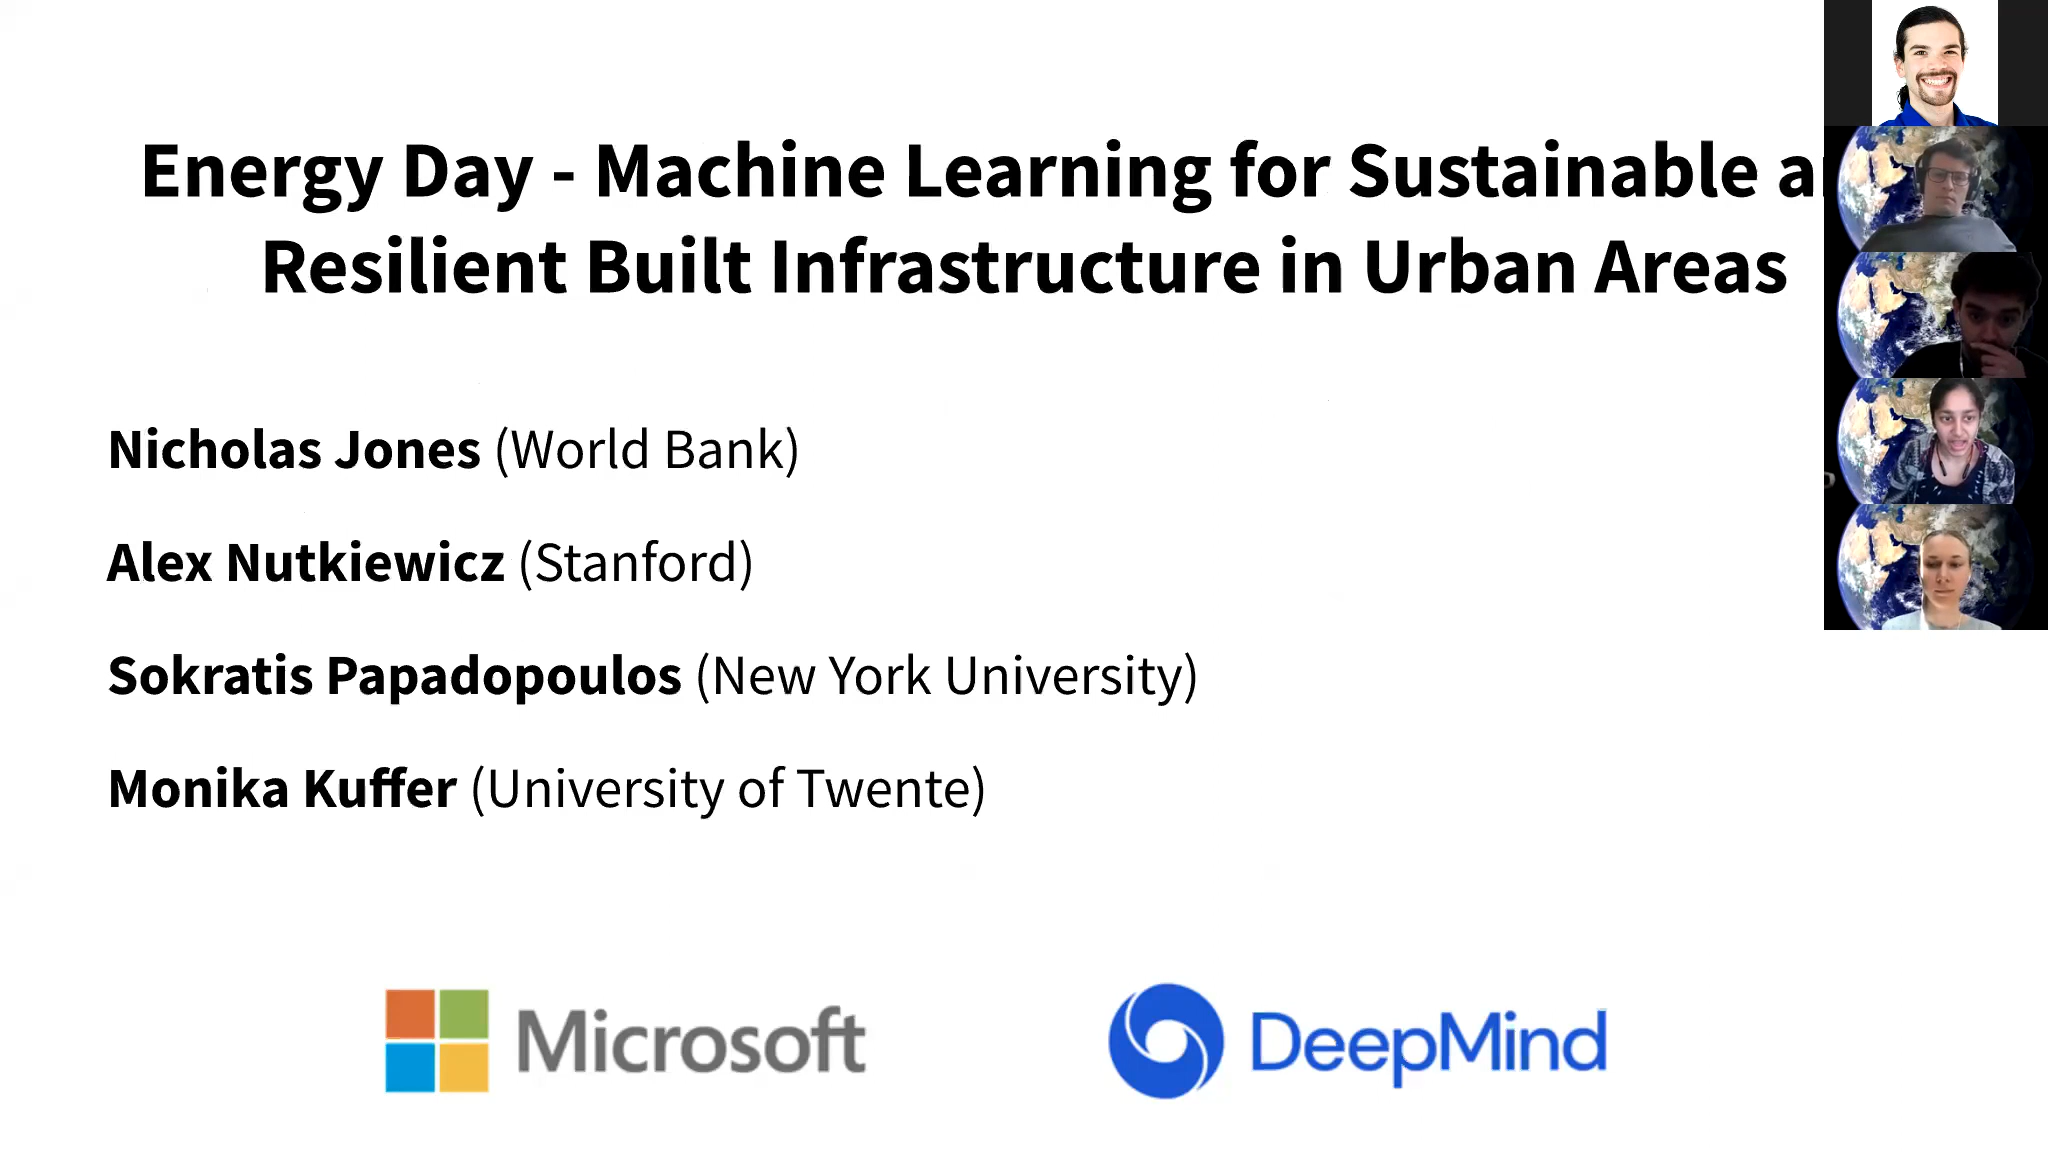 Energy Day - Machine Learning for Sustainable
Resilient Built Infrastructure in Urban Areas
Nicholas Jones (World Bank)
Alex Nutkiewicz (Stanford)
Sokratis Papadopoulos (New York University)
Monika Kuffer (University of Twente)
Microsoft
DeepMind